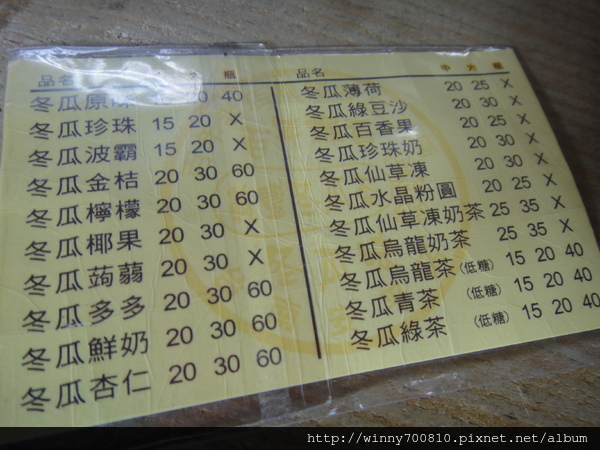 品名 瓶
冬瓜原味 0 40
冬瓜珍珠 15 20 X
冬瓜波霸 15 20 X
冬瓜金桔 20 30 60
冬瓜檸檬 20 30 60
冬瓜椰果 20 30 X
冬瓜蒟蒻 20 30 X
冬瓜多多 20 30 60
冬瓜鮮奶 20 30 60
冬瓜杏仁 20 30 60
品名 中 大 瓶
冬瓜薄荷 20 25 X
冬瓜綠豆沙 20 30 X
冬瓜百香果 20 30 X
冬瓜珍珠奶 20 30 X
冬瓜仙草凍 20 30 X
冬瓜水晶粉圓 20 25 X
冬瓜仙草凍奶茶 25 35 X
冬瓜烏龍奶茶 25 35 X
冬瓜烏龍茶(低糖) 15 20 40
冬瓜青茶 (低糖) 15 20 40
冬瓜綠茶 (低糖) 15 20 40
http://winny700810.pixnet.net/album